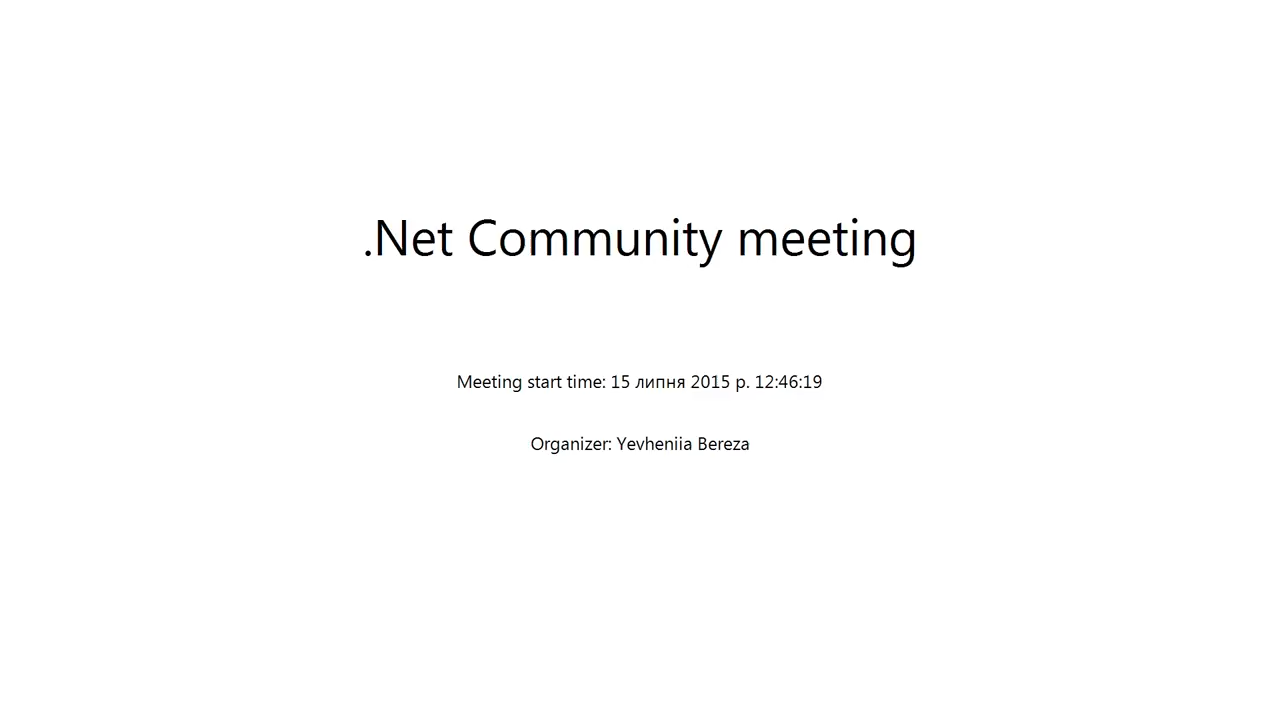 .Net Community meeting
Meeting start time: 15 липня 2015 р. 12:46:19
Organizer: Yevheniia Bereza